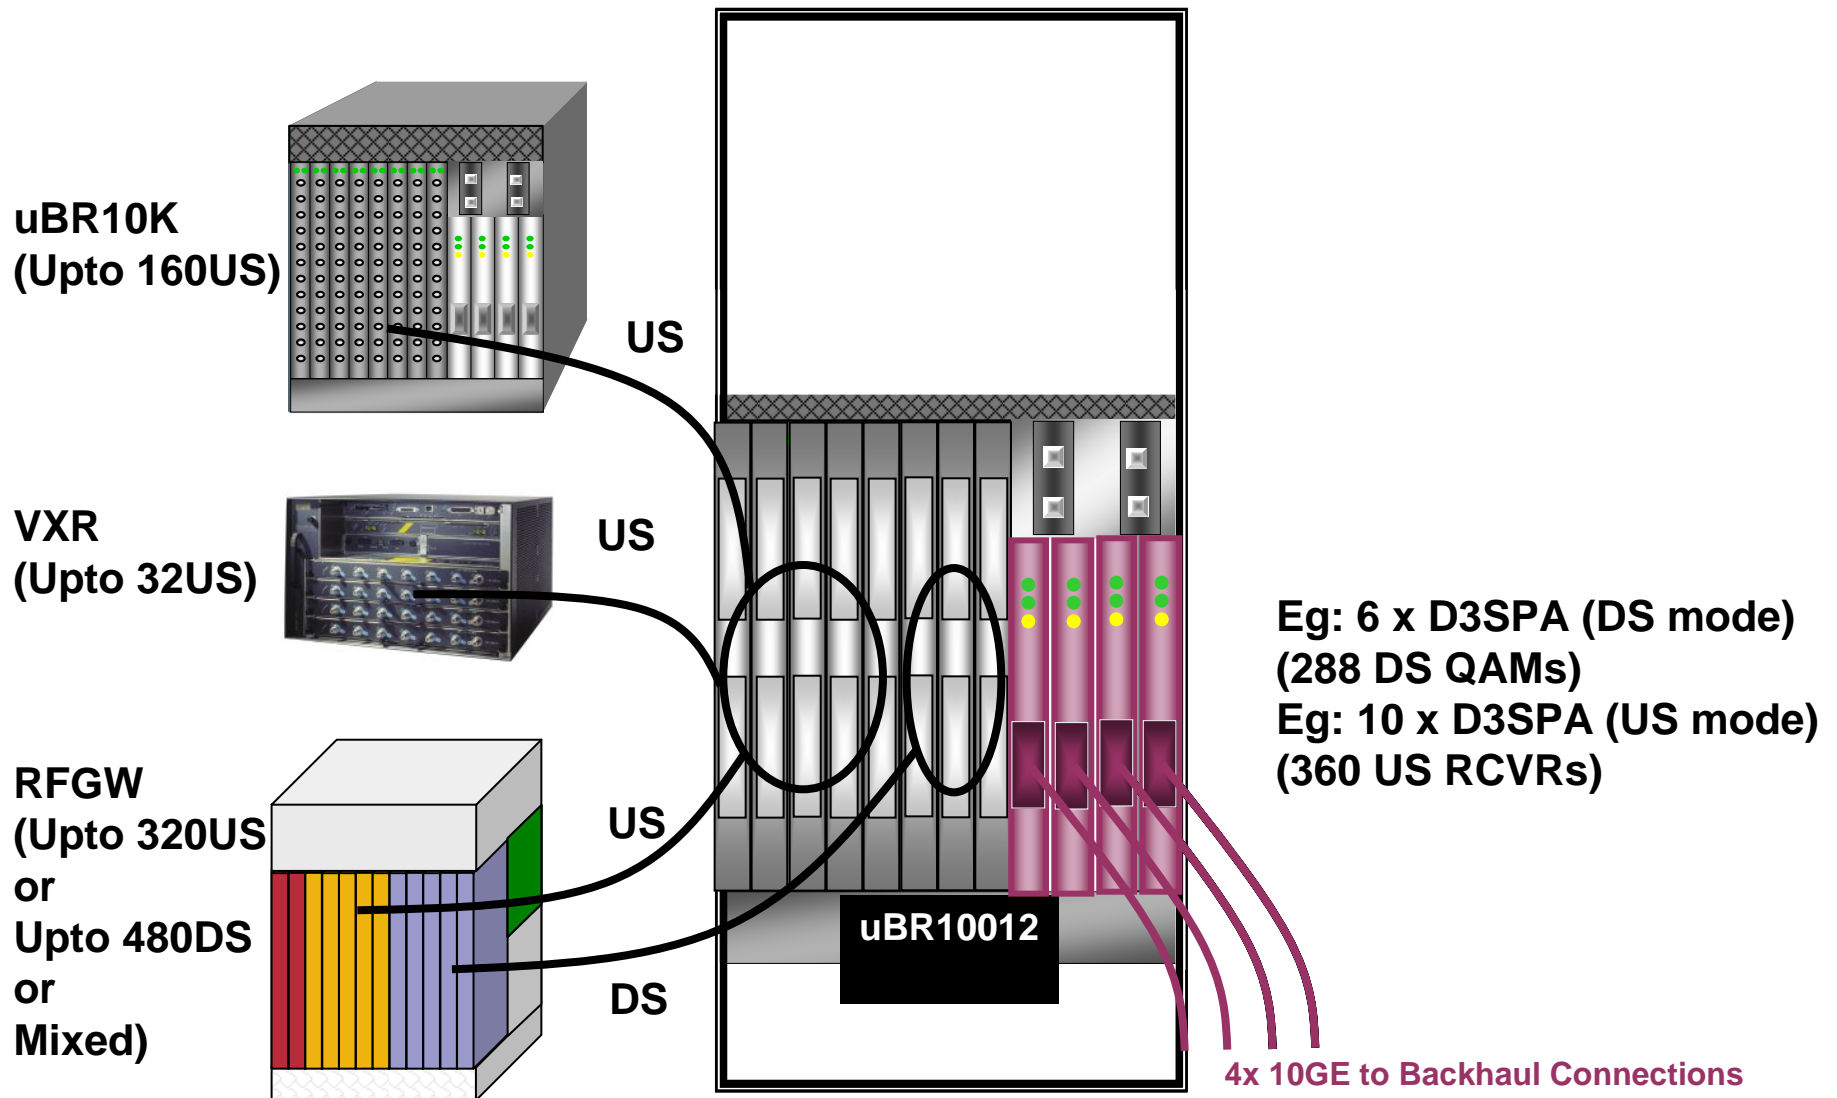 uBR10K
(Upto 160US)
US
VXR
(Upto 32US)
US
RFGW
(Upto 320US
or
Upto 480DS
or
Mixed)
US
DS
uBR10012
Eg: 6 x D3SPA (DS mode)
(288 DS QAMs)
Eg: 10 x D3SPA (US mode)
(360 US RCVRs)
4x 10GE to Backhaul Connections